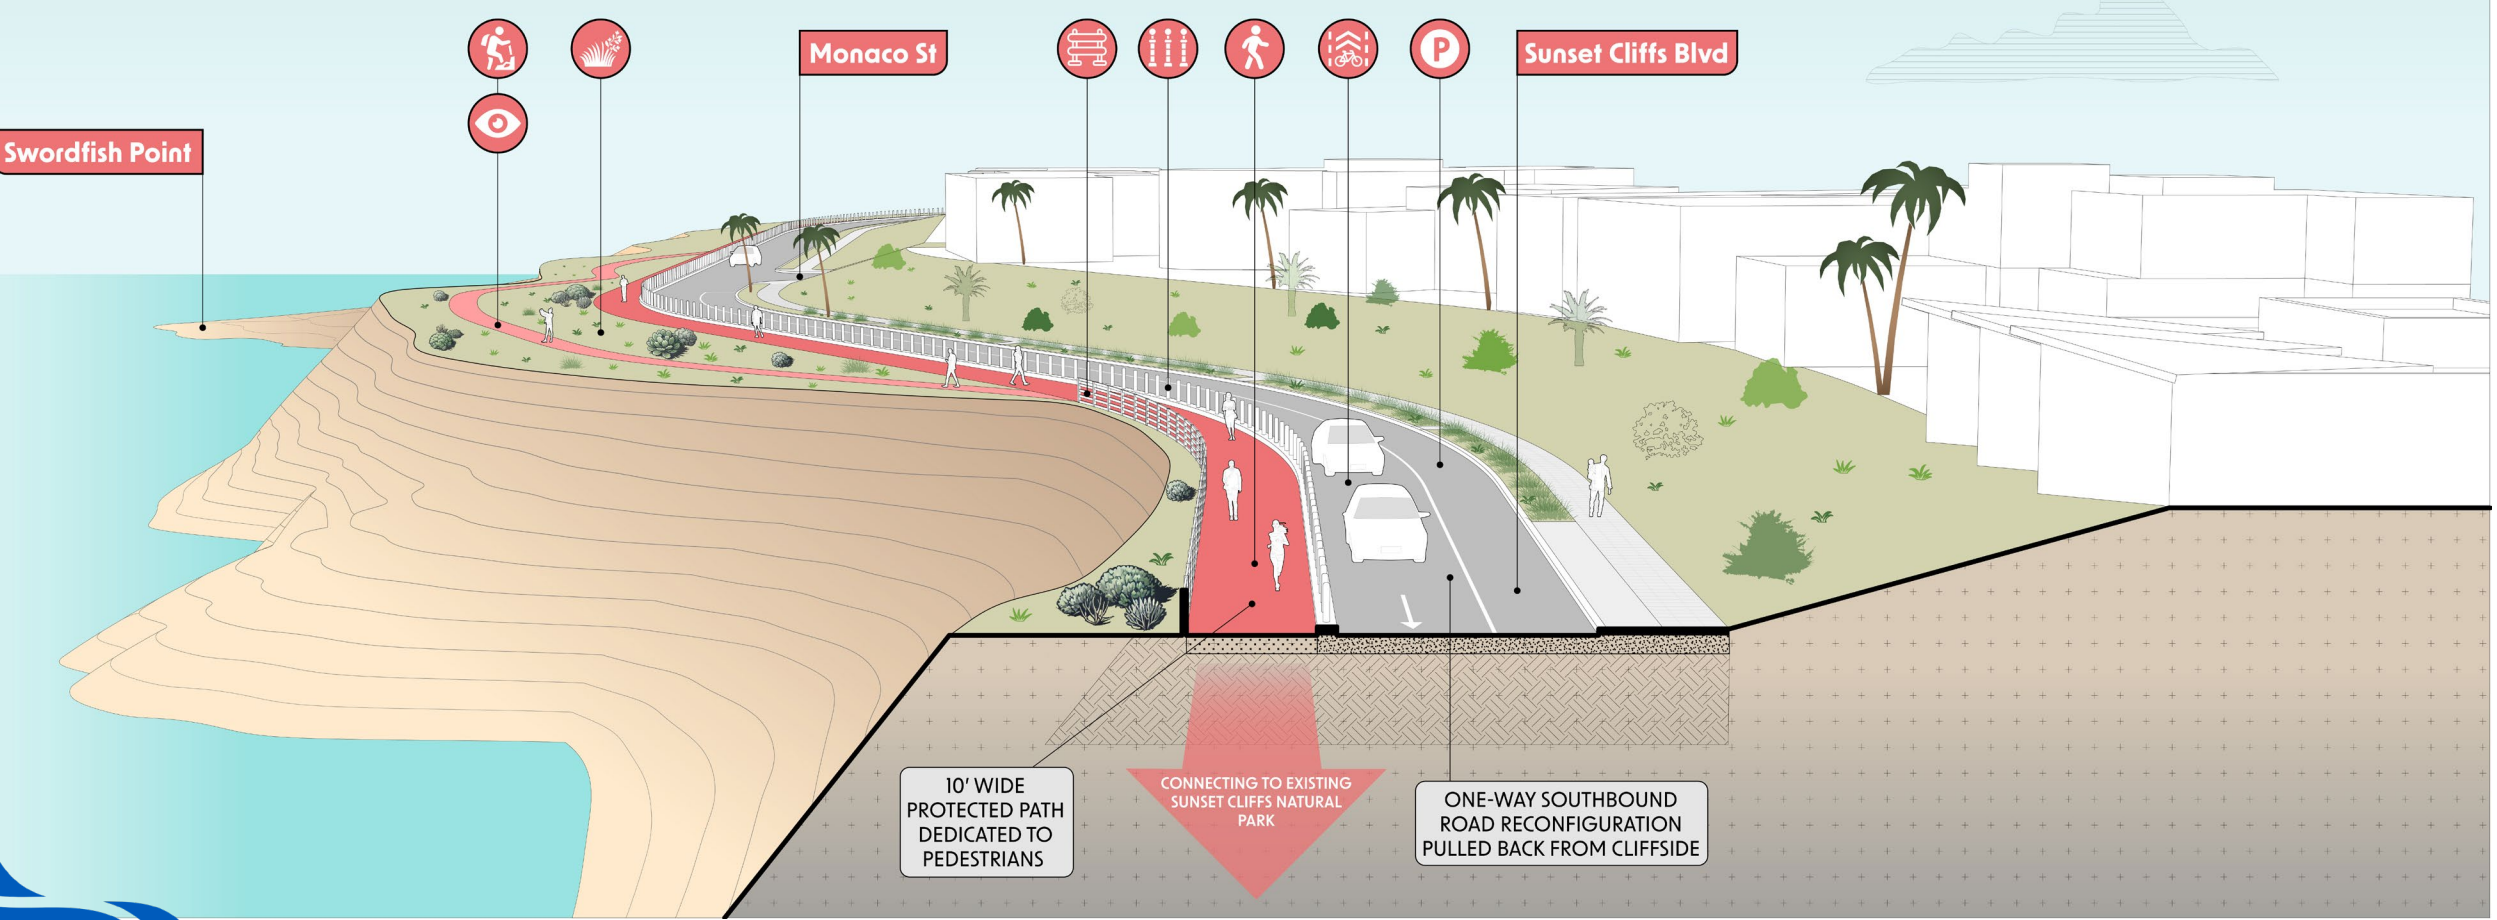 Monaco St
P
Sunset Cliffs Blvd
Swordfish Point
10' WIDE
PROTECTED PATH
DEDICATED TO
PEDESTRIANS
CONNECTING TO EXISTING
SUNSET CLIFFS NATURAL
PARK
ONE-WAY SOUTHBOUND
ROAD RECONFIGURATION
PULLED BACK FROM CLIFFSIDE